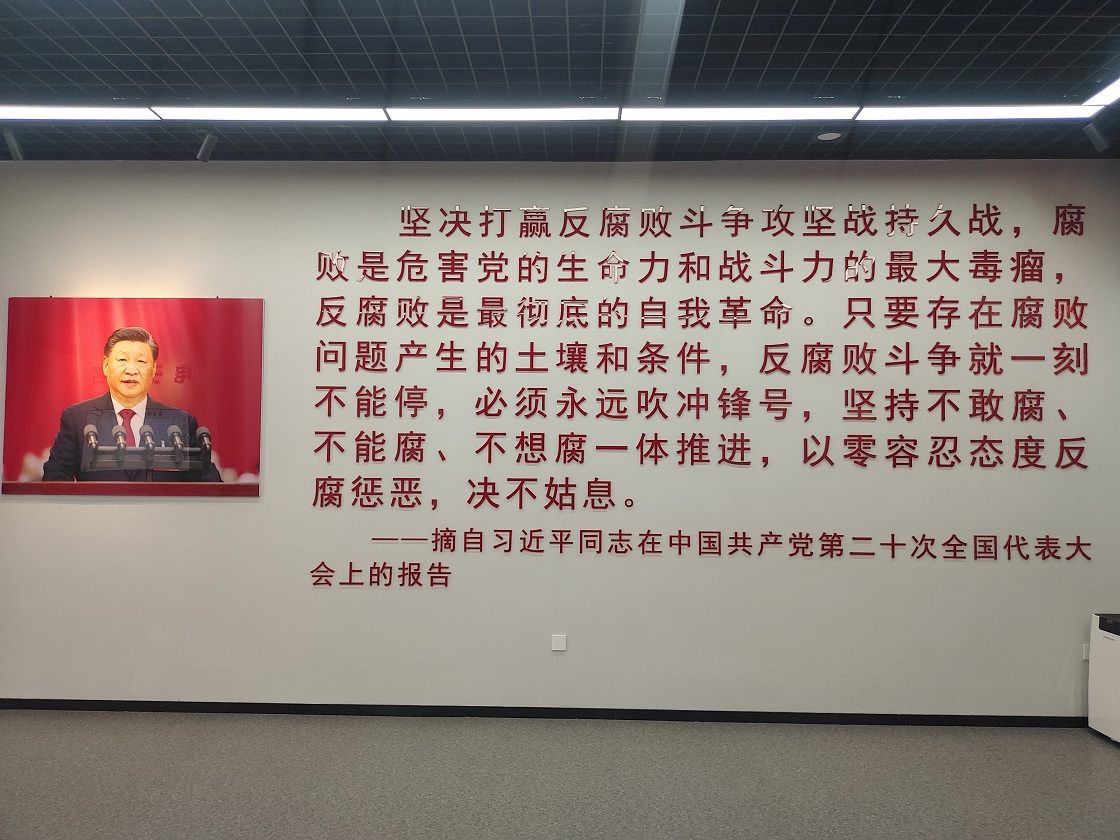 坚决打赢反腐败斗争攻坚战持久战，腐
败是危害党的生命力和战斗力的最大毒瘤，
反腐败是最彻底的自我革命。只要存在腐败
问题产生的土壤和条件，反腐败斗争就一刻
不能停，必须永远吹冲锋号，坚持不敢腐、
不能腐、不想腐一体推进，以零容忍态度反
腐惩恶，决不姑息。
——摘自习近平同志在中国共产党第二十次全国代表大
会上的报告